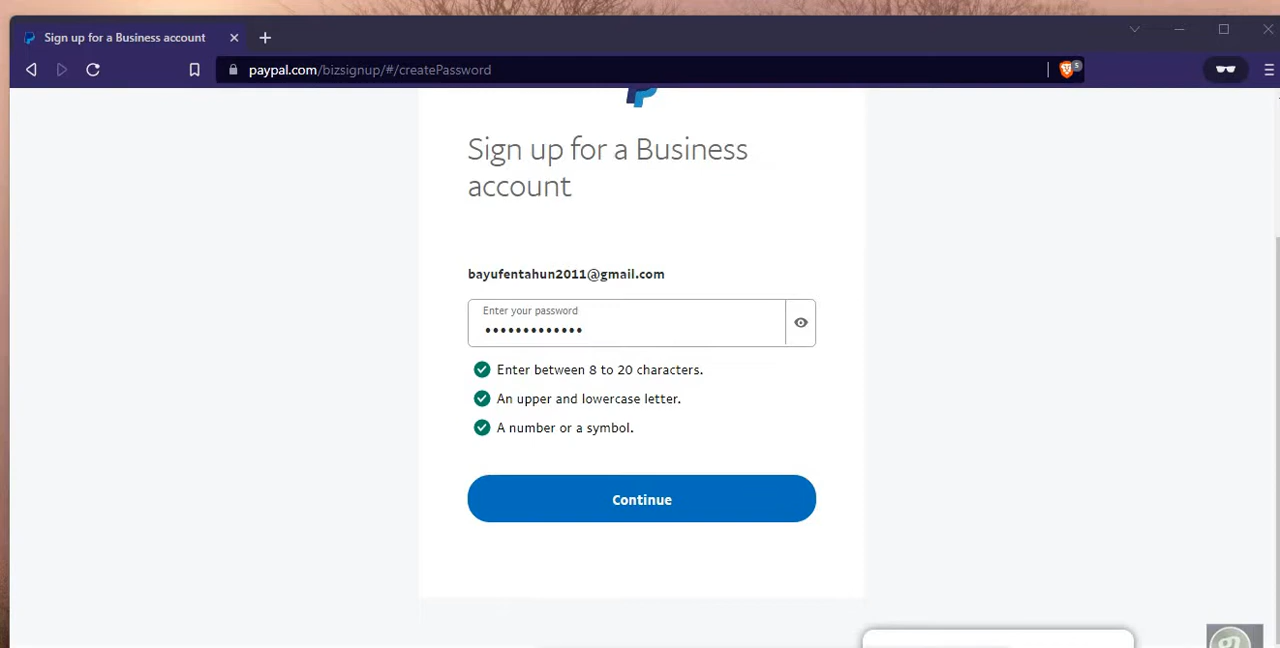 Sign up for a Business account
paypal.com/bizsignup/#/createPassword
5
Sign up for a Business
account
bayufentahun2011@gmail.com
Enter your password
•••••••••••••
Enter between 8 to 20 characters.
An upper and lowercase letter.
A number or a symbol.
Continue